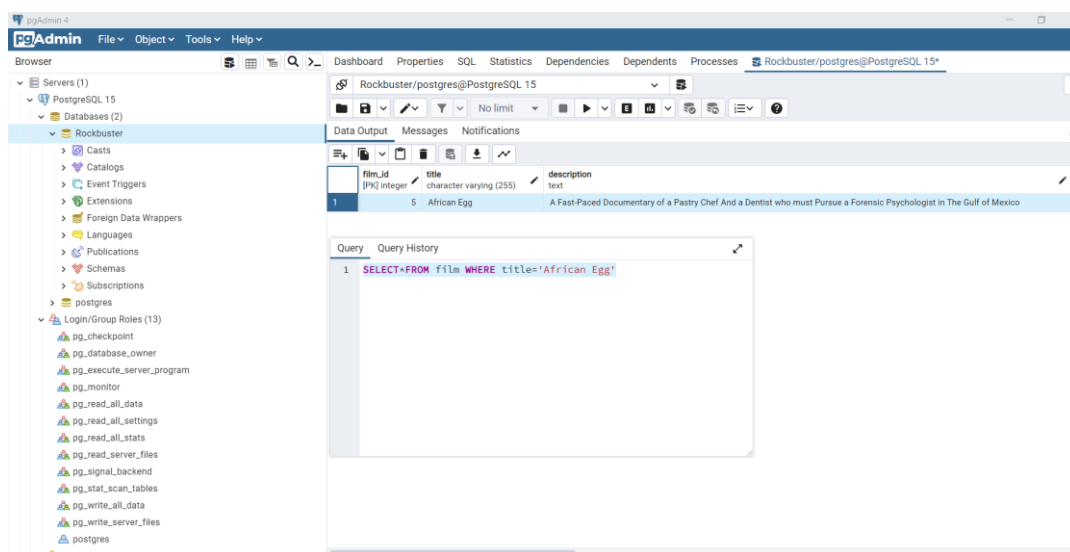 pgAdmin 4
pgAdmin File Object Tools Help
Browser
Dashboard Properties SQL Statistics Dependencies Dependents Processes Rockbuster/postgres@PostgreSQL 15*
Servers (1)
PostgreSQL 15
Databases (2)
Rockbuster
Casts
Catalogs
Event Triggers
Extensions
Foreign Data Wrappers
Languages
Publications
Schemas
Subscriptions
postgres
Login/Group Roles (13)
pg_checkpoint
pg_database_owner
pg_execute_server_program
pg_monitor
pg_read_all_data
pg_read_all_settings
pg_read_all_stats
pg_read_server_files
pg_signal_backend
pg_stat_scan_tables
pg_write_all_data
pg_write_server_files
postgres
Rockbuster/postgres@PostgreSQL 15
No limit
E
Data Output Messages Notifications
film_id title description
[PK] integer character varying (255) text
1 5 African Egg A Fast-Paced Documentary of a Pastry Chef And a Dentist who must Pursue a Forensic Psychologist in The Gulf of Mexico
Query Query History
1 SELECT*FROM film WHERE title='African Egg'